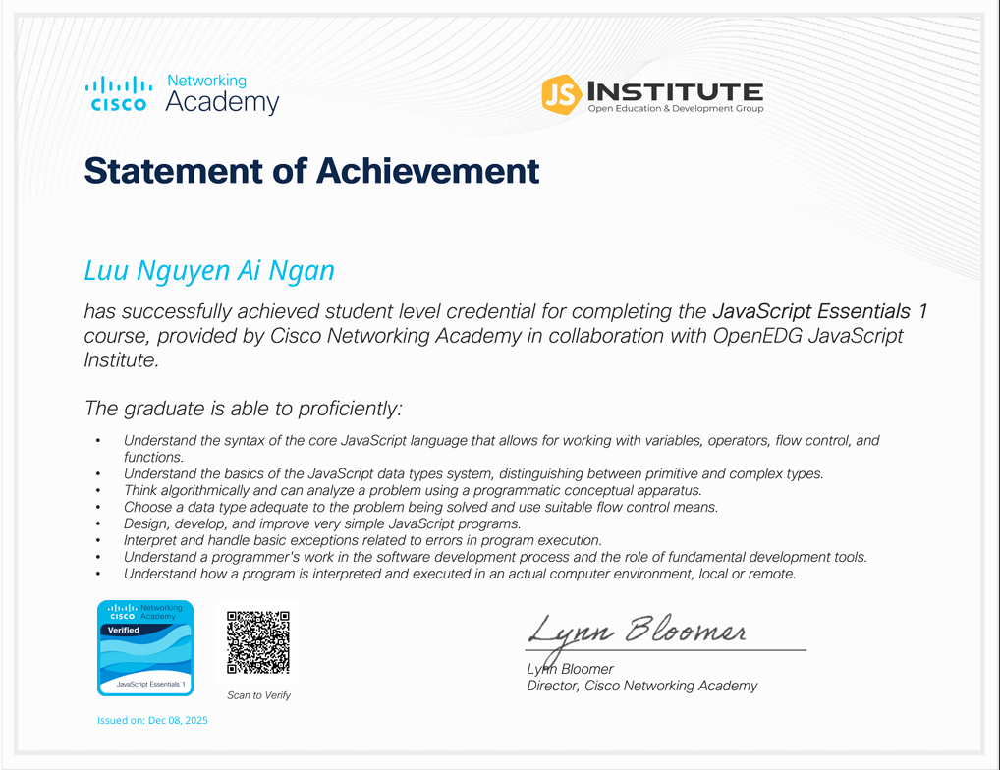 Networking
Academy
CISCO
JS INSTITUTE
Open Education & Development Group
Statement of Achievement
Luu Nguyen Ai Ngan
has successfully achieved student level credential for completing the JavaScript Essentials 1
course, provided by Cisco Networking Academy in collaboration with OpenEDG JavaScript
Institute.
The graduate is able to proficiently:
• Understand the syntax of the core JavaScript language that allows for working with variables, operators, flow control, and
functions.
• Understand the basics of the JavaScript data types system, distinguishing between primitive and complex types.
• Think algorithmically and can analyze a problem using a programmatic conceptual apparatus.
• Choose a data type adequate to the problem being solved and use suitable flow control means.
• Design, develop, and improve very simple JavaScript programs.
• Interpret and handle basic exceptions related to errors in program execution.
• Understand a programmer's work in the software development process and the role of fundamental development tools.
• Understand how a program is interpreted and executed in an actual computer environment, local or remote.
Networking
CISCO Academy
Verified
JavaScript Essentials 1
Scan to Verify
Lynn Bloomer
Lynn Bloomer
Director, Cisco Networking Academy
Issued on: Dec 08, 2025